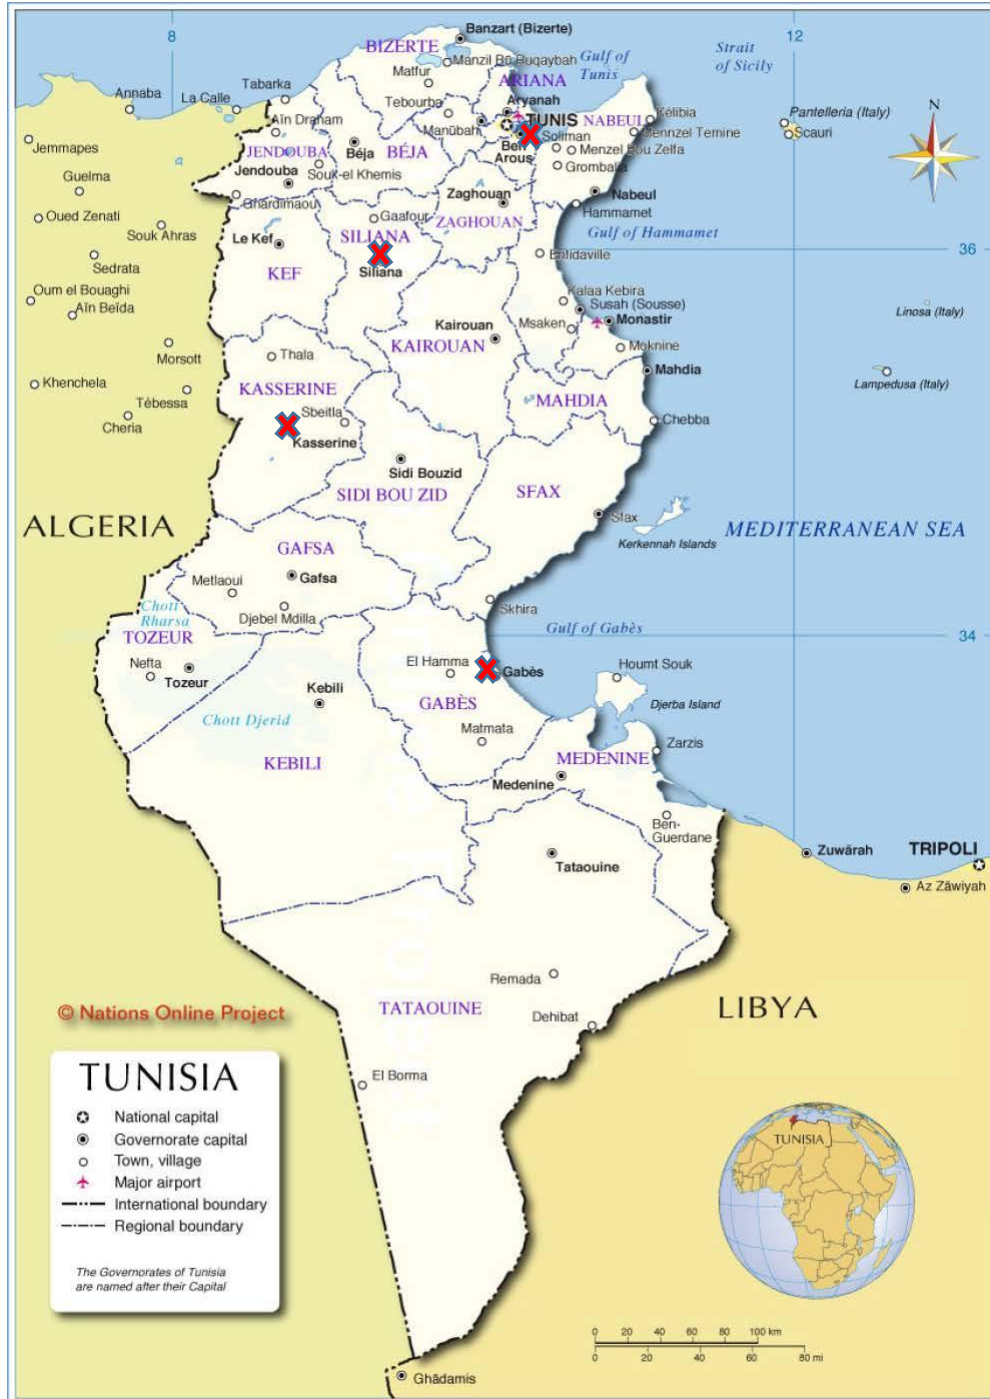 8
12
Banzart (Bizerte)
BIZERTE
Manzil Bū Ruqaybah
Gulf of
Tunis
Strait
of Sicily
Matfur
ARIANA
Annaba
La Calle
Tabarka
Tebourba
Aryanah
Kélibia
Pantelleria (Italy)
Scauri
N
Aïn Draham
Manūbah
TUNIS
NABEUL
Mennzel Temine
Jemmapes
JENDOUBA
Béja
BÉJA
Ben
Arous
Soliman
Menzel Bou Zelfa
Grombalia
Guelma
Jendouba
Souk-el Khemis
Zaghouan
Nabeul
Ghardimaou
Hammamet
Oued Zenati
Souk Ahras
Le Kef
Gaafour
SILIANA
ZAGHOUAN
Gulf of Hammamet
36
Sedrata
KEF
Siliana
Enfidaville
Oum el Bouaghi
Aïn Beïda
Kalaa Kebira
Susah (Sousse)
Linosa (Italy)
Msaken
Monastir
Kairouan
KAIROUAN
Moknine
Morsott
Thala
Mahdia
Khenchela
Tébessa
KASSERINE
MAHDIA
Lampedusa (Italy)
Cheria
Sbeitla
Chebba
Kasserine
Sidi Bouzid
SIDI BOU ZID
SFAX
ALGERIA
Sfax
MEDITERRANEAN SEA
Kerkennah Islands
GAFSA
Metlaoui
Gafsa
Chott
Rharsa
Djebel Mdilla
Skhira
Gulf of Gabès
34
TOZEUR
Nefta
Tozeur
El Hamma
Gabès
Houmt Souk
Kebili
GABÈS
Djerba Island
Chott Djerid
Matmata
Zarzis
KEBILI
MEDENINE
Medenine
Ben-
Guerdane
Tataouine
Zuwārah
TRIPOLI
Az Zāwiyah
Remada
TATAOUINE
LIBYA
Dehibat
© Nations Online Project
El Borma
TUNISIA
National capital
Governorate capital
Town, village
Major airport
International boundary
Regional boundary
The Governorates of Tunisia
are named after their Capital
TUNISIA
0 20 40 60 80 100 km
0 20 40 60 80 mi
Ghādamis